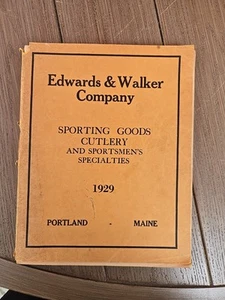 Edwards & Walker
Company
SPORTING GOODS
CUTLERY
AND SPORTSMEN'S
SPECIALTIES
1929
PORTLAND - MAINE